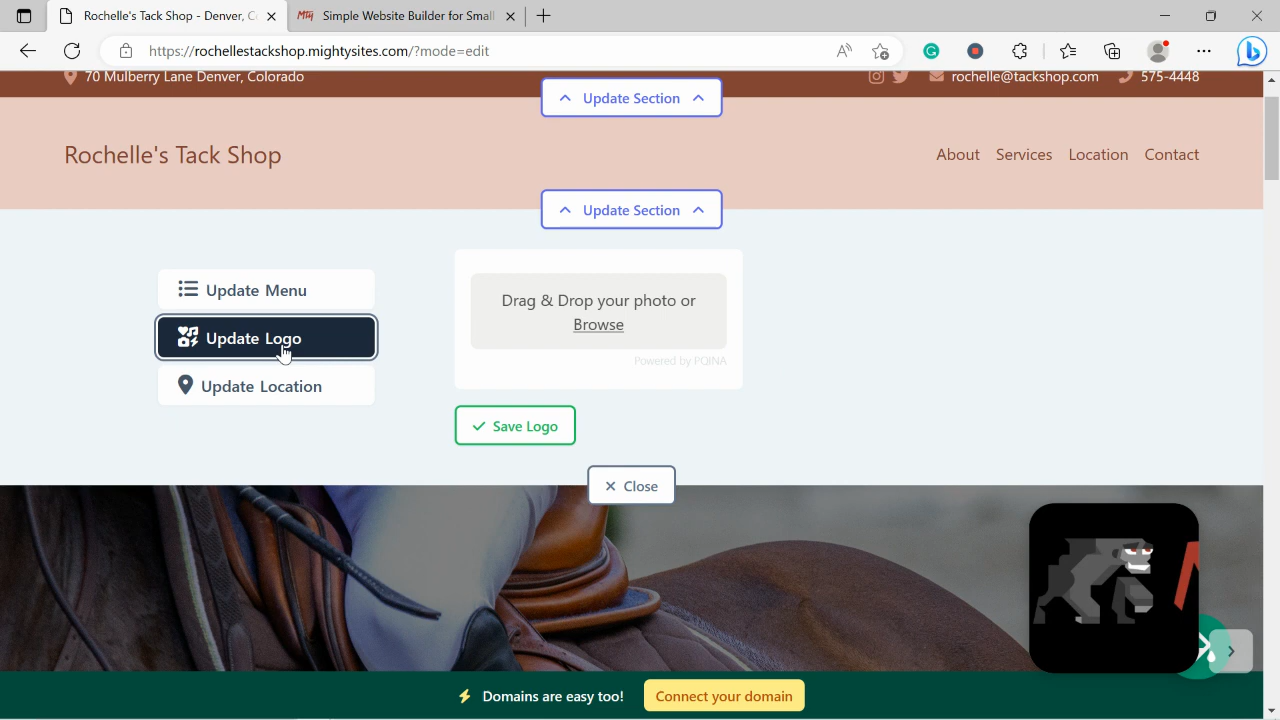 Rochelle's Tack Shop - Denver, C
Simple Website Builder for Small
https://rochellestackshop.mightysites.com/?mode=edit
70 Mulberry Lane Denver, Colorado
rochelle@tackshop.com
575-4448
Update Section
Rochelle's Tack Shop
About
Services
Location
Contact
Update Section
Update Menu
Update Logo
Update Location
Drag & Drop your photo or
Browse
Powered by PQINA
Save Logo
Close
Domains are easy too!
Connect your domain